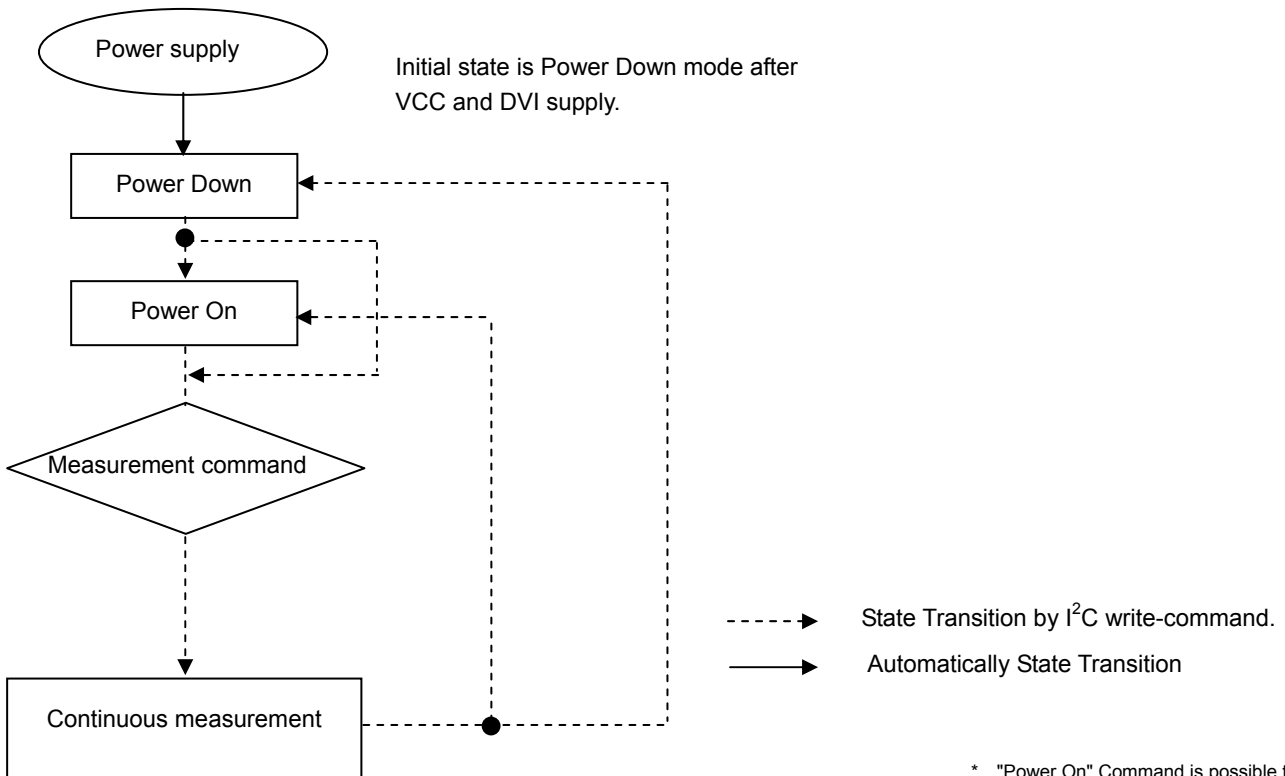 Power supply
Initial state is Power Down mode after
VCC and DVI supply.
Power Down
Power On
Measurement command
State Transition by I²C write-command.
Automatically State Transition
Continuous measurement
* "Power On" Command is possible